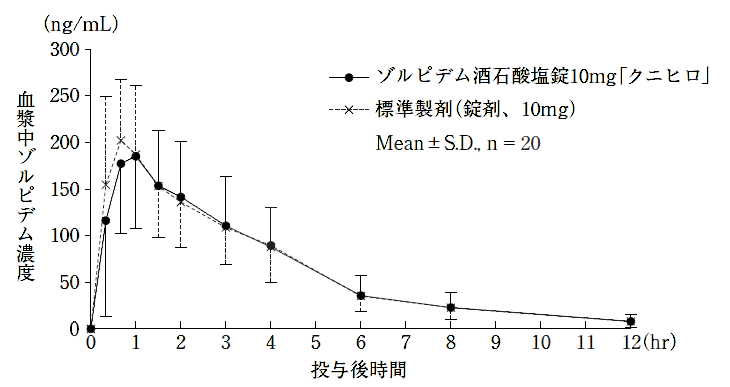 (ng/mL)
300
250
200
150
100
50
0
血漿中ゾルピデム濃度
ゾルピデム酒石酸塩錠10mg「クニヒロ」
標準製剤(錠剤、10mg)
Mean±S.D., n = 20
0 1 2 3 4 5 6 7 8 9 10 11 12(hr)
投与後時間